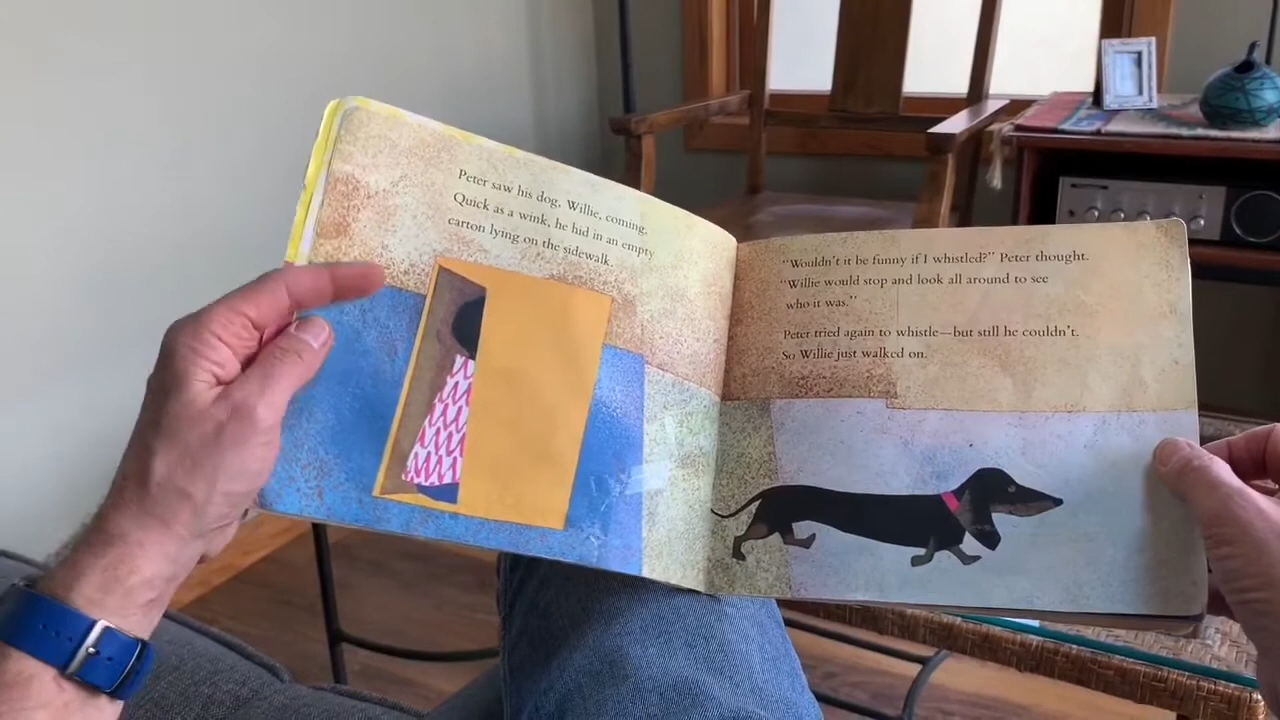 Peter saw his dog, Willie, coming.
Quick as a wink, he hid in an empty
carton lying on the sidewalk.
“Wouldn’t it be funny if I whistled?” Peter thought.
“Willie would stop and look all around to see
who it was.”
Peter tried again to whistle—but still he couldn’t.
So Willie just walked on.